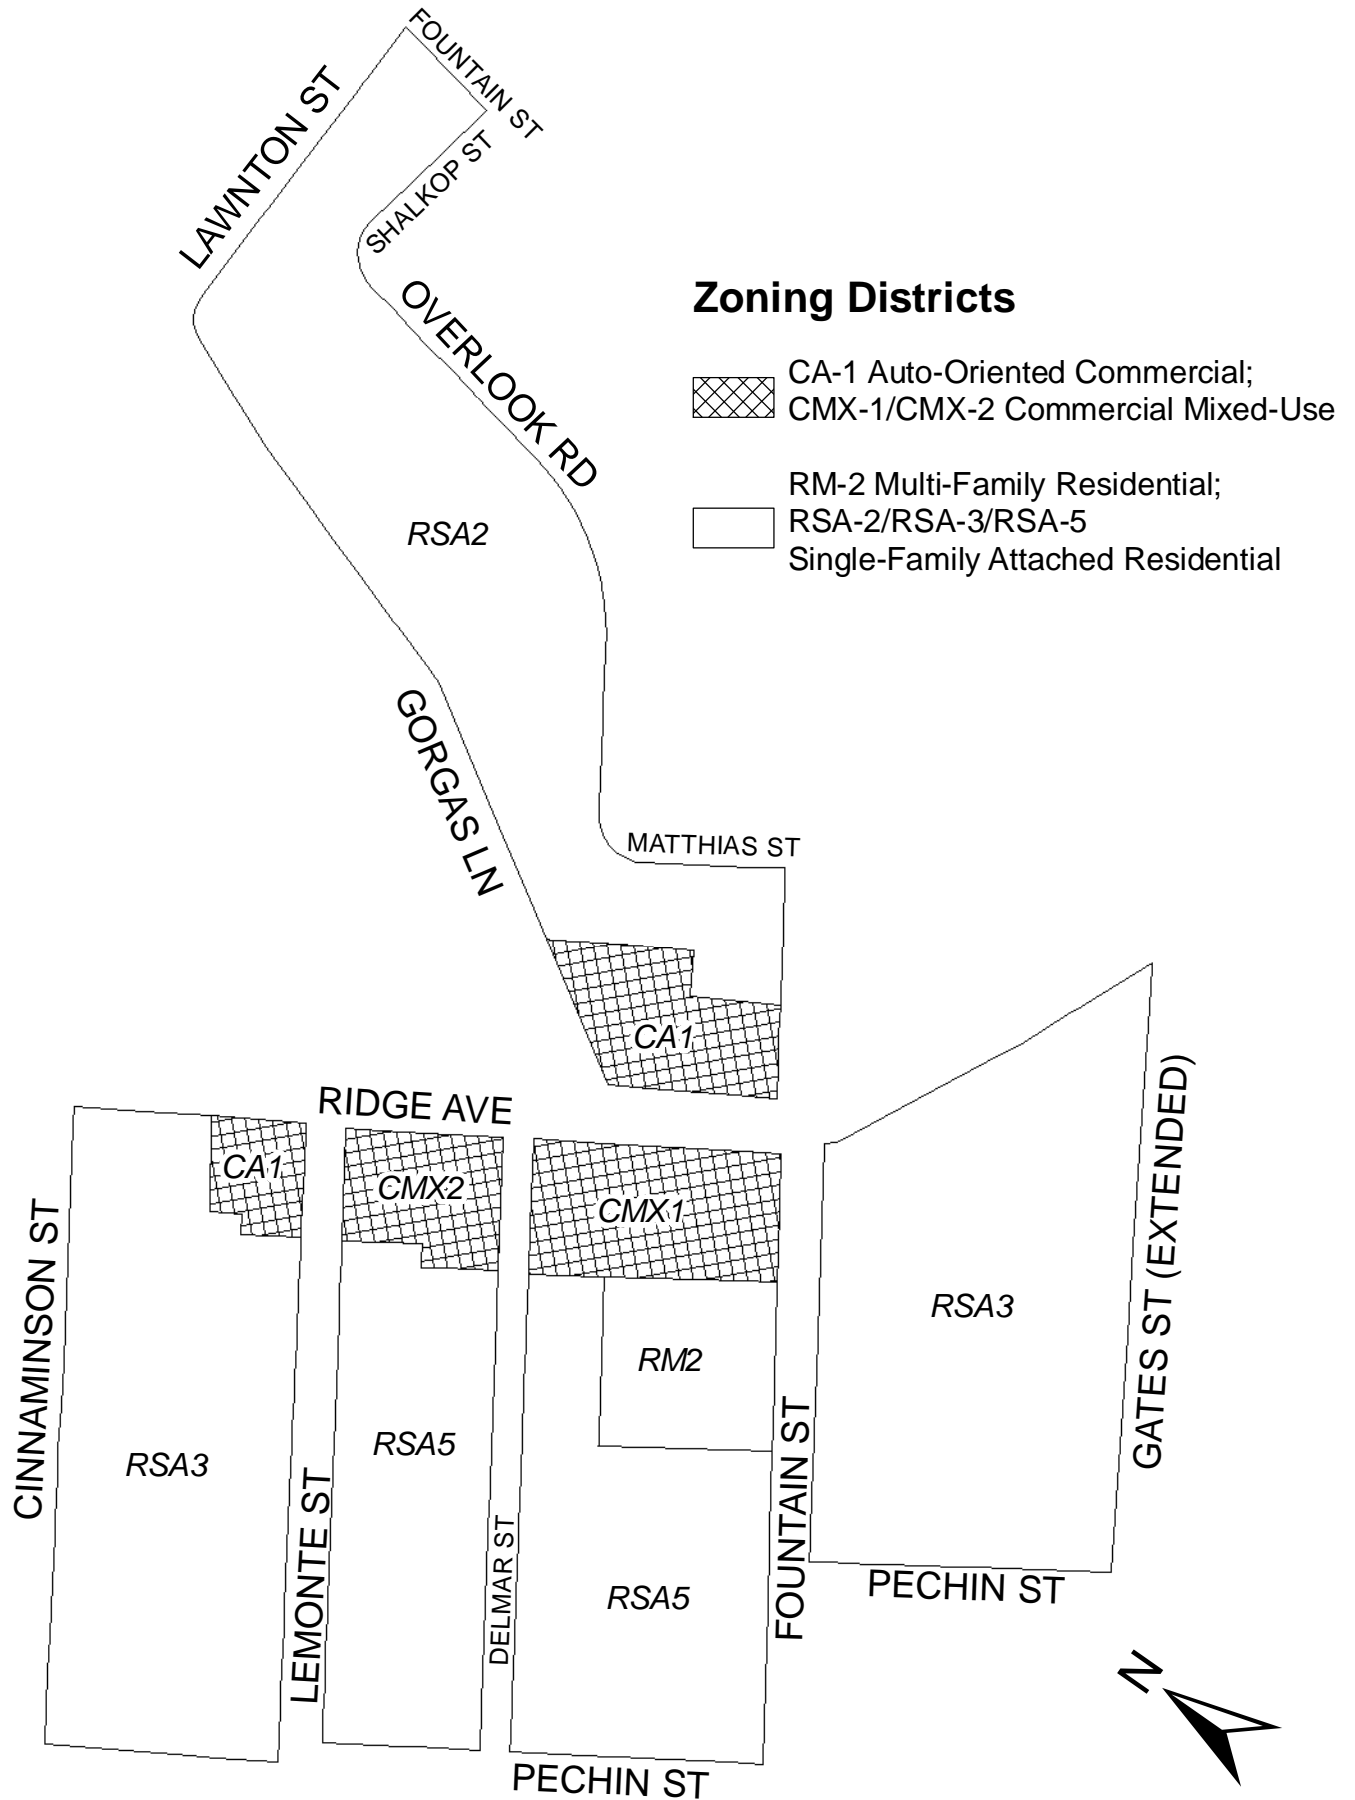 FOUNTAIN ST
LAWNTON ST
SHALKOP ST
OVERLOOK RD
Zoning Districts
CA-1 Auto-Oriented Commercial;
CMX-1/CMX-2 Commercial Mixed-Use
RM-2 Multi-Family Residential;
RSA-2/RSA-3/RSA-5
Single-Family Attached Residential
RSA2
GORGAS LN
MATTHIAS ST
CA1
RIDGE AVE
CA1
CMX2
CMX1
CINNAMINSON ST
RSA3
GATES ST (EXTENDED)
RM2
RSA5
RSA3
LEMONTE ST
DELMAR ST
FOUNTAIN ST
RSA5
PECHIN ST
PECHIN ST
N